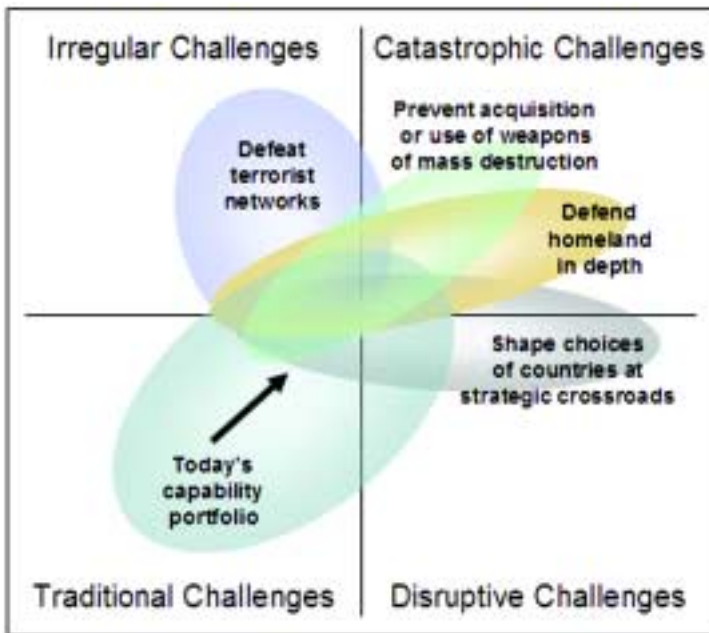 Irregular Challenges
Catastrophic Challenges
Prevent acquisition
or use of weapons
of mass destruction
Defeat
terrorist
networks
Defend
homeland
in depth
Shape choices
of countries at
strategic crossroads
Today's
capability
portfolio
Traditional Challenges
Disruptive Challenges